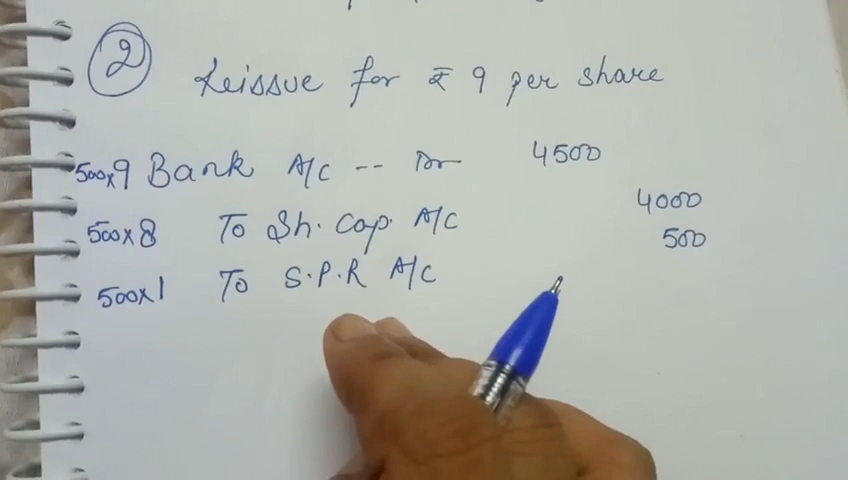 2 Reissue for ₹ 9 per share
500x9 Bank A/c -- Dr 4500
500x8 To Sh. Cap. A/c 4000
500x1 To S.P.R A/c 500